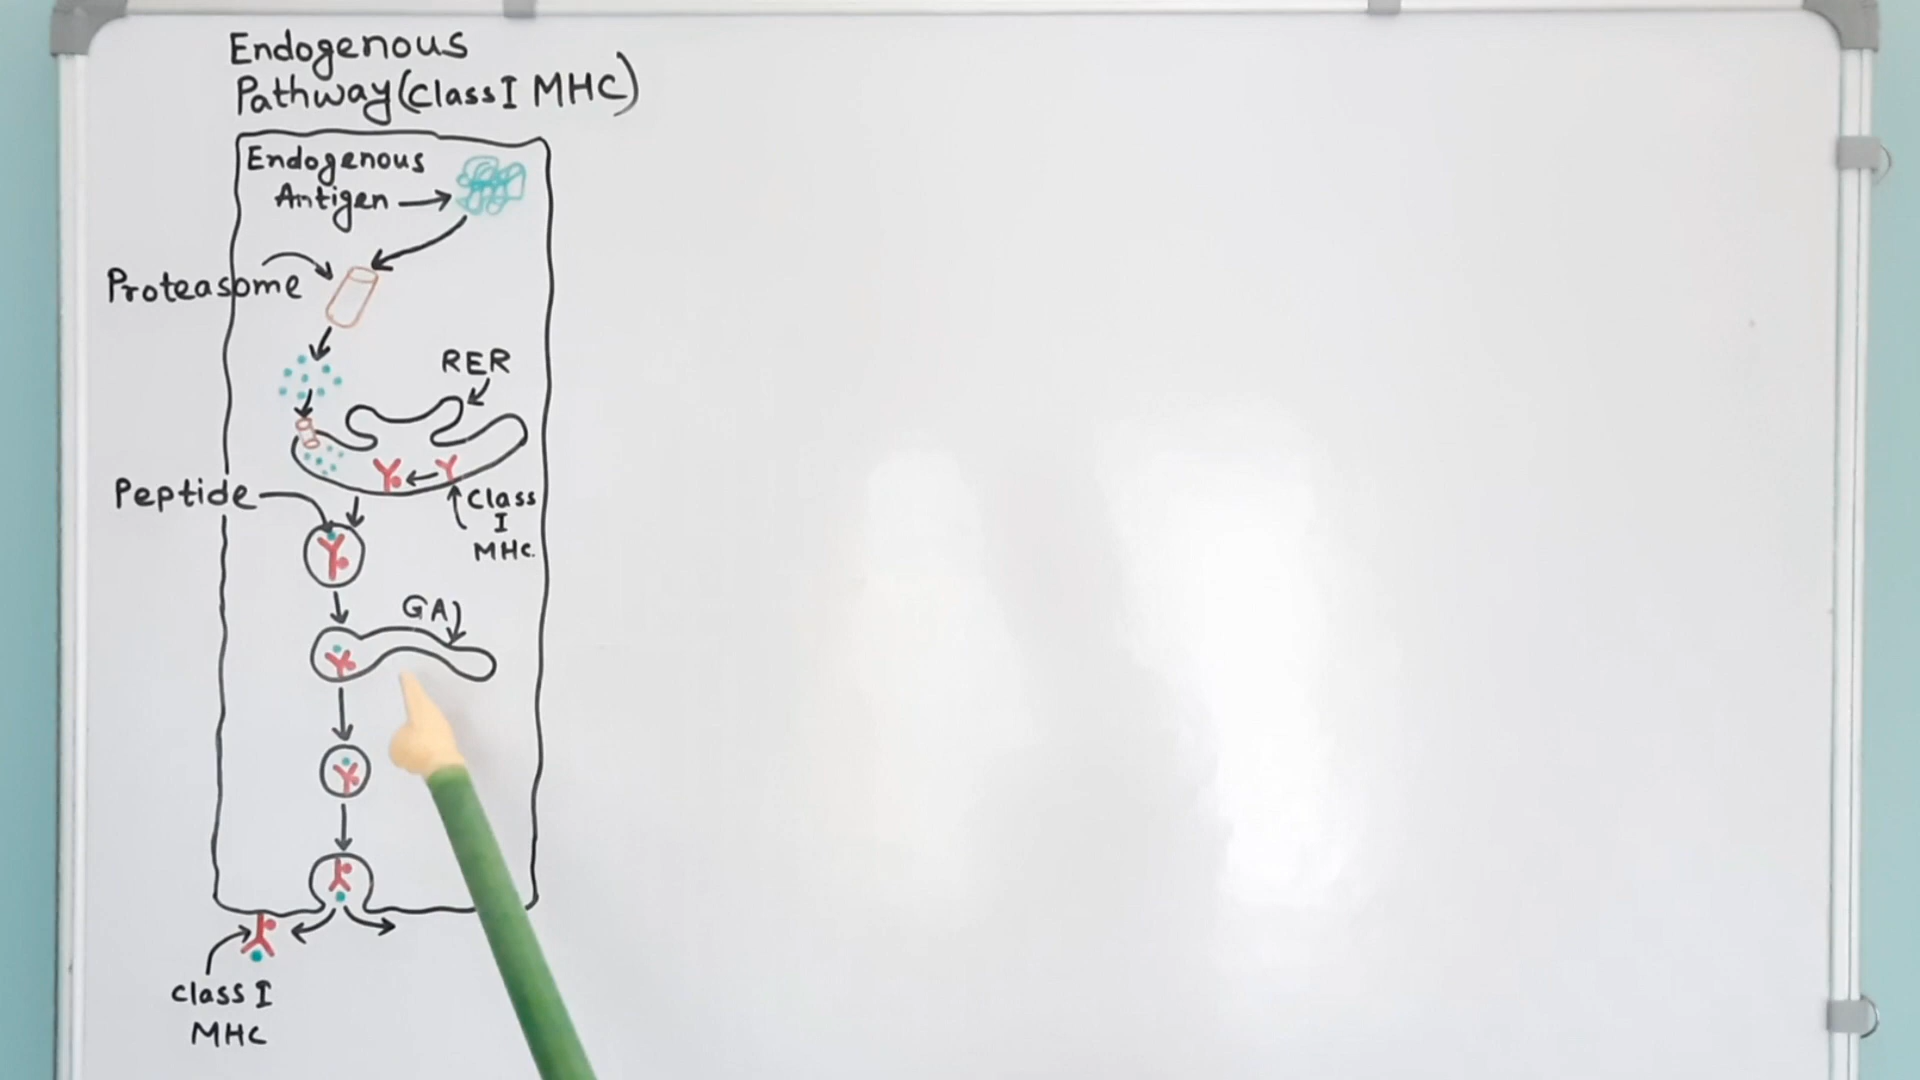 Endogenous
Pathway (Class I MHC)
Endogenous
Antigen
Proteasome
RER
Peptide
Class
I
MHC.
GA
Class I
MHC